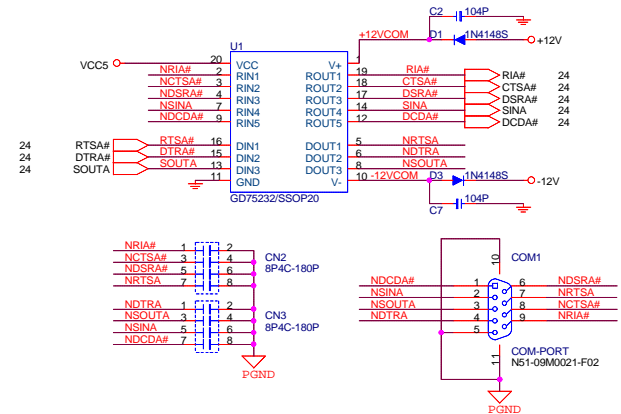 C2 104P
+12VCOM D1 1N4148S +12V
U1
VCC5 20 VCC V+ 1
NRIA# 2 RIN1 ROUT1 19 RIA# RIA# 24
NCTSA# 3 RIN2 ROUT2 18 CTSA# CTSA# 24
NDSRA# 4 RIN3 ROUT3 17 DSRA# DSRA# 24
NSINA 7 RIN4 ROUT4 14 SINA SINA 24
NDCDA# 9 RIN5 ROUT5 12 DCDA# DCDA# 24
24 RTSA# RTSA# 16 DIN1 DOUT1 5 NRTSA
24 DTRA# DTRA# 15 DIN2 DOUT2 6 NDTRA
24 SOUTA SOUTA 13 DIN3 DOUT3 8 NSOUTA
11 GND V- 10 -12VCOM D3 1N4148S -12V
GD75232/SSOP20
C7 104P
NRIA# 1 2
NCTSA# 3 4 CN2
NDSRA# 5 6 8P4C-180P
NRTSA 7 8
NDTRA 1 2
NSOUTA 3 4 CN3
NSINA 5 6 8P4C-180P
NDCDA# 7 8
PGND
10 COM1
NDCDA# 1 6 NDSRA#
NSINA 2 7 NRTSA
NSOUTA 3 8 NCTSA#
NDTRA 4 9 NRIA#
5
11 COM-PORT
N51-09M0021-F02
PGND